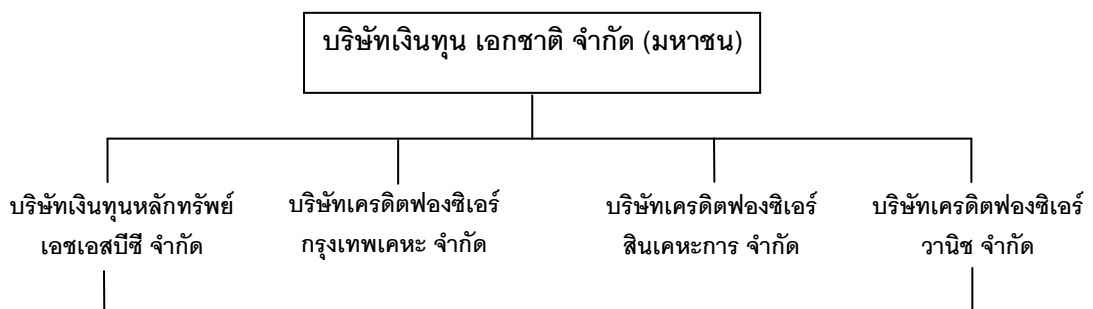 บริษัทเงินทุน เอกชาติ จำกัด (มหาชน)
บริษัทเงินทุนหลักทรัพย์
เอชเอสบีซี จำกัด
บริษัทเครดิตฟองซิเอร์
กรุงเทพเคหะ จำกัด
บริษัทเครดิตฟองซิเอร์
สินเคหะการ จำกัด
บริษัทเครดิตฟองซิเอร์
วานิช จำกัด